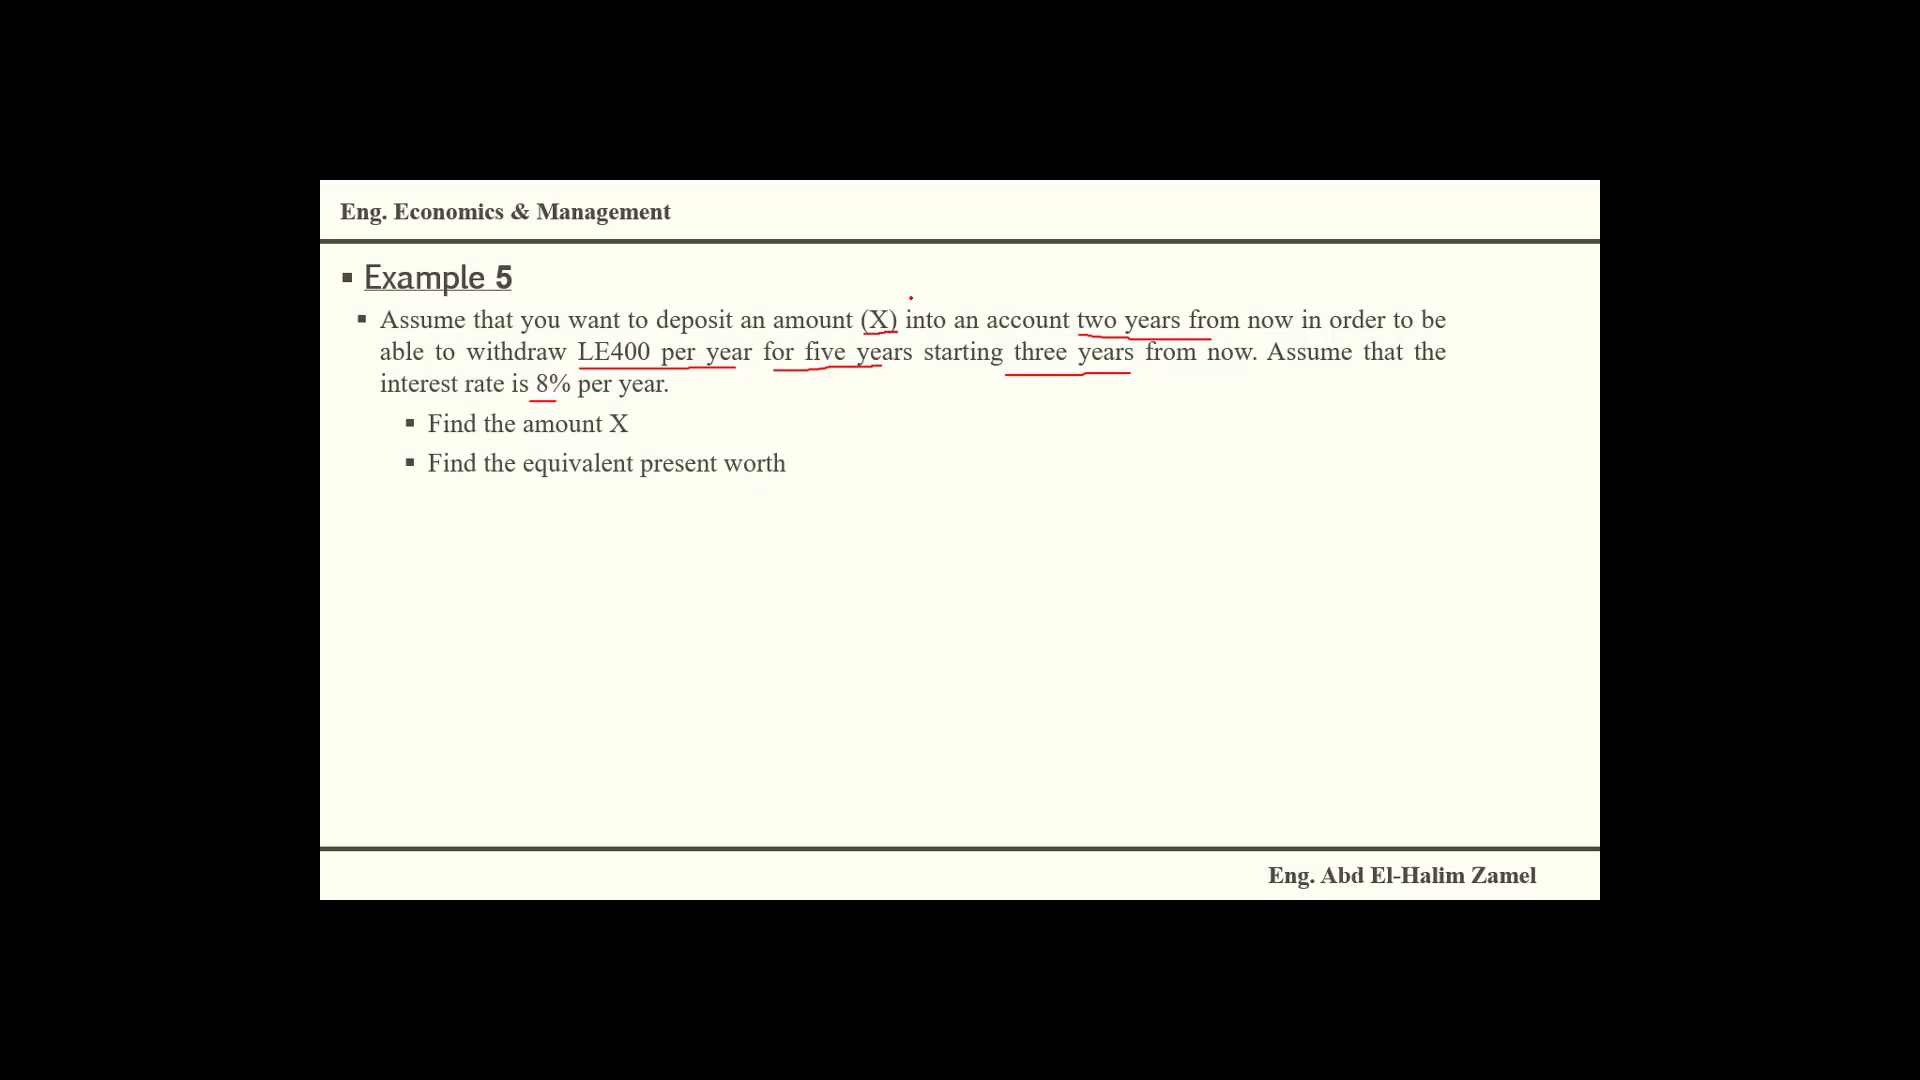 Eng. Economics & Management
▪ Example 5
▪ Assume that you want to deposit an amount (X) into an account two years from now in order to be
able to withdraw LE400 per year for five years starting three years from now. Assume that the
interest rate is 8% per year.
▪ Find the amount X
▪ Find the equivalent present worth
Eng. Abd El-Halim Zamel